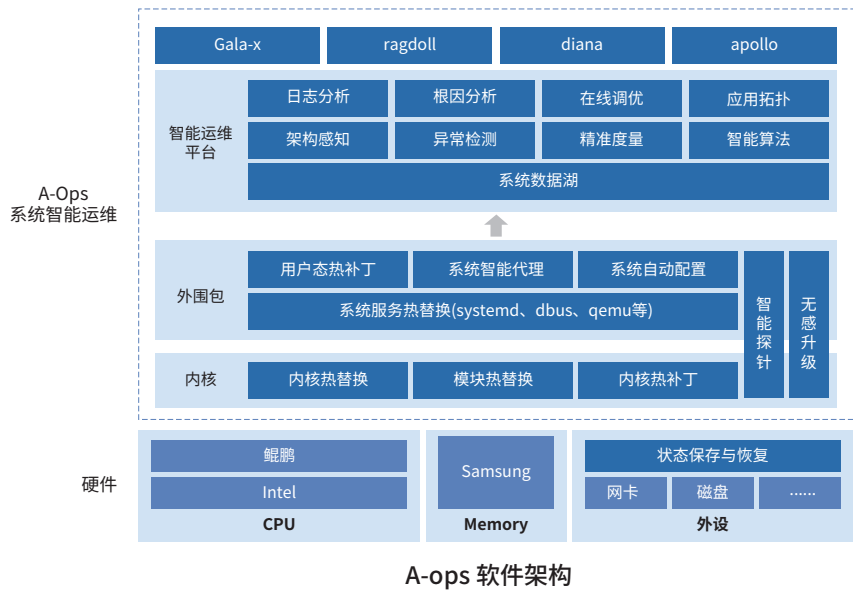 Gala-x
ragdoll
diana
apollo
智能运维
平台
日志分析
根因分析
在线调优
应用拓扑
架构感知
异常检测
精准度量
智能算法
系统数据湖
A-Ops
系统智能运维
外围包
用户态热补丁
系统智能代理
系统自动配置
系统服务热替换(systemd、dbus、qemu等)
智能探针
无感升级
内核
内核热替换
模块热替换
内核热补丁
硬件
鲲鹏
Intel
CPU
Samsung
Memory
状态保存与恢复
网卡
磁盘
......
外设
A-ops 软件架构